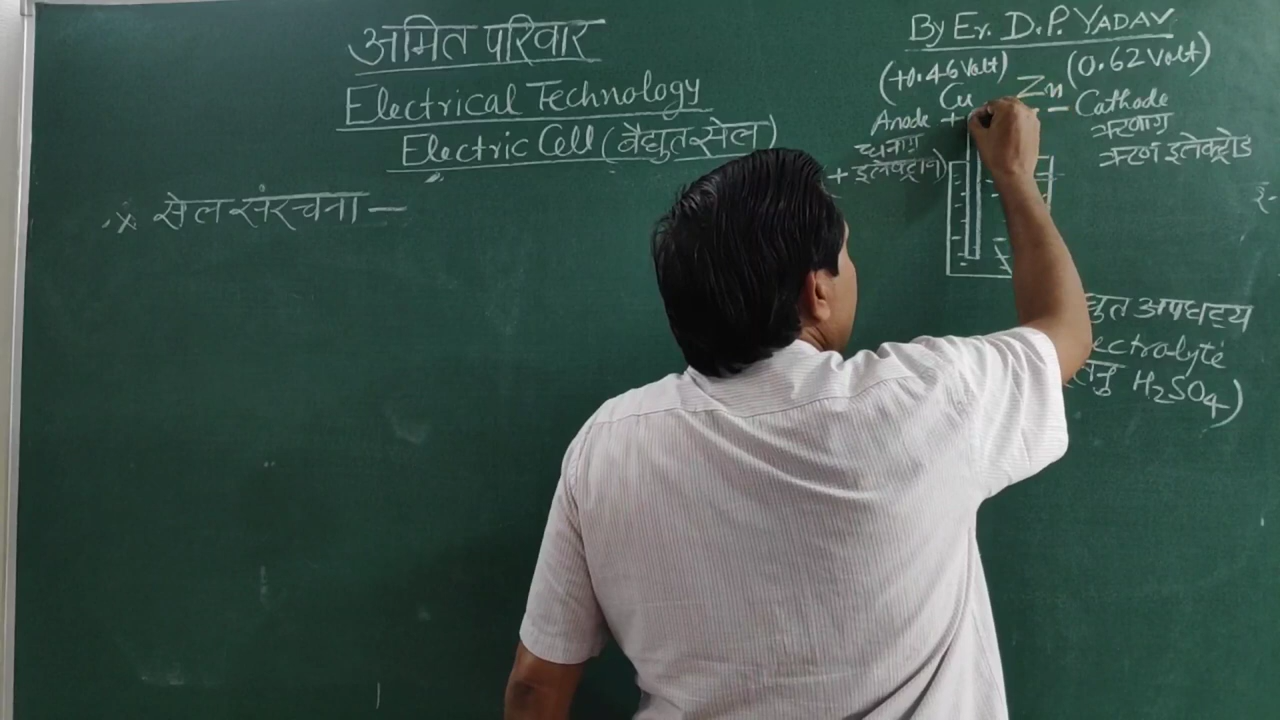 अमित परिवार
By Er. D.P. YADAV
Electrical Technology
Electric Cell (वैद्युत सेल)
सेल संरचना —
(+0.46 Volt)
(0.62 Volt)
Cu
Zn
Anode +
- Cathode
धनाग्र
ऋणाग्र
ऋण इलेक्ट्रोड
द्युत अपघट्य
ectrolyte
H₂SO₄)